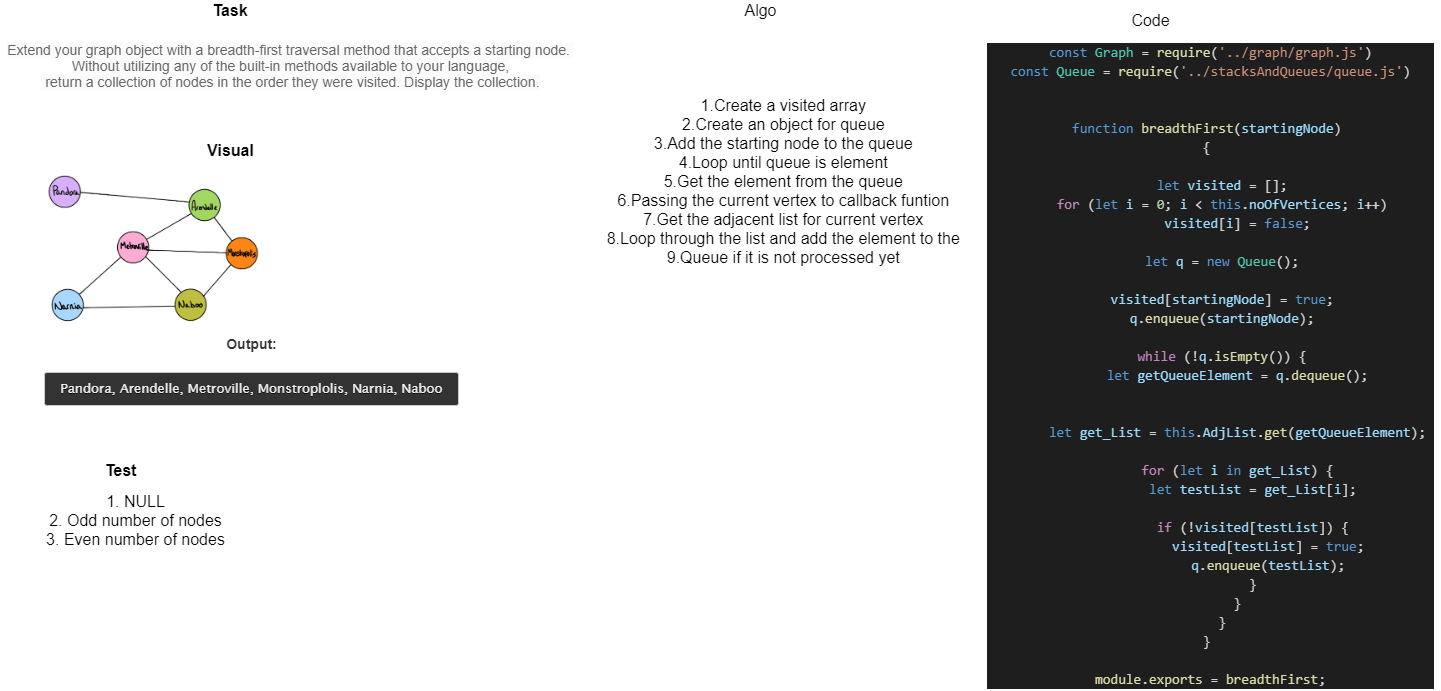 Task
Extend your graph object with a breadth-first traversal method that accepts a starting node.
Without utilizing any of the built-in methods available to your language,
return a collection of nodes in the order they were visited. Display the collection.
Visual
Pandora
Arendelle
Metroville
Monstroplolis
Narnia
Naboo
Output:
Pandora, Arendelle, Metroville, Monstroplolis, Narnia, Naboo
Test
1. NULL
2. Odd number of nodes
3. Even number of nodes
Algo
1.Create a visited array
2.Create an object for queue
3.Add the starting node to the queue
4.Loop until queue is element
5.Get the element from the queue
6.Passing the current vertex to callback funtion
7.Get the adjacent list for current vertex
8.Loop through the list and add the element to the
9.Queue if it is not processed yet
Code
const Graph = require('../graph/graph.js')
const Queue = require('../stacksAndQueues/queue.js')
function breadthFirst(startingNode)
{
let visited = [];
for (let i = 0; i < this.noOfVertices; i++)
visited[i] = false;
let q = new Queue();
visited[startingNode] = true;
q.enqueue(startingNode);
while (!q.isEmpty()) {
let getQueueElement = q.dequeue();
let get_List = this.AdjList.get(getQueueElement);
for (let i in get_List) {
let testList = get_List[i];
if (!visited[testList]) {
visited[testList] = true;
q.enqueue(testList);
}
}
}
}
module.exports = breadthFirst;